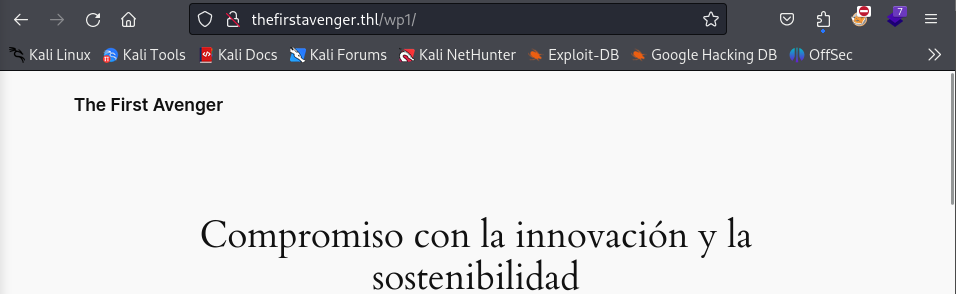 thefirstavenger.thl/wp1/
7
Kali Linux Kali Tools Kali Docs Kali Forums Kali NetHunter Exploit-DB Google Hacking DB OffSec
The First Avenger
Compromiso con la innovación y la
sostenibilidad